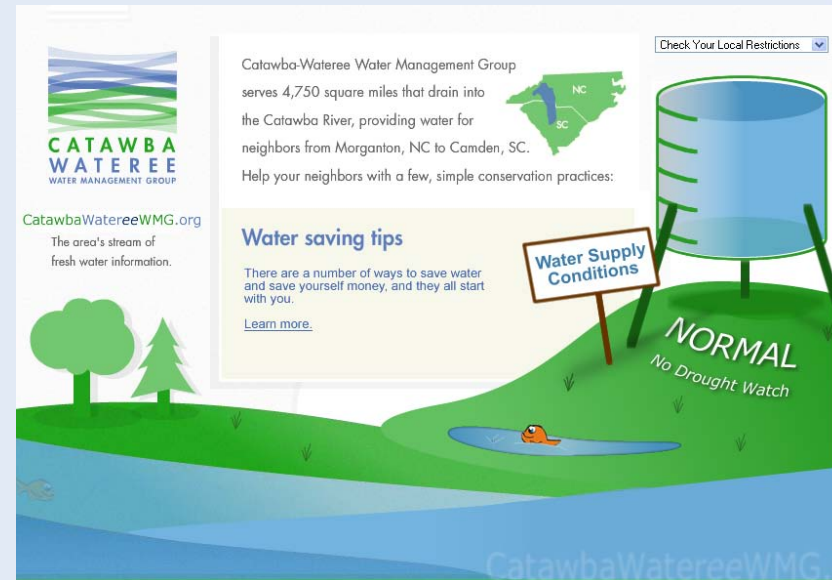 Check Your Local Restrictions
CATAWBA
WATEREE
WATER MANAGEMENT GROUP
CatawbaWatereeWMG.org
The area's stream of
fresh water information.
Catawba-Wateree Water Management Group
serves 4,750 square miles that drain into
the Catawba River, providing water for
neighbors from Morganton, NC to Camden, SC.
Help your neighbors with a few, simple conservation practices:
NC
SC
Water saving tips
There are a number of ways to save water
and save yourself money, and they all start
with you.
Learn more.
Water Supply
Conditions
NORMAL
No Drought Watch
CatawbaWatereeWMG